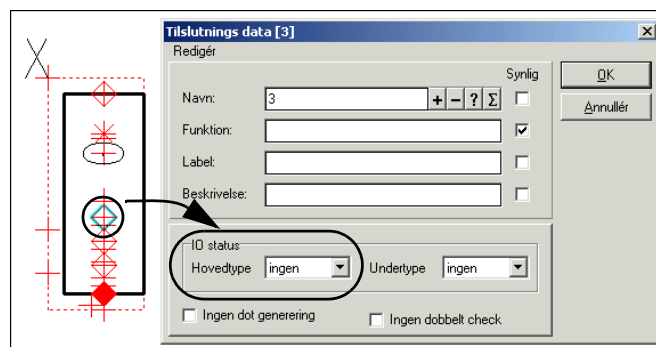 Tilslutnings data [3]
Redigér
Synlig
OK
Annullér
Navn: 3 + - ? Σ
Funktion:
Label:
Beskrivelse:
IO status
Hovedtype ingen Undertype ingen
Ingen dot generering Ingen dobbelt check